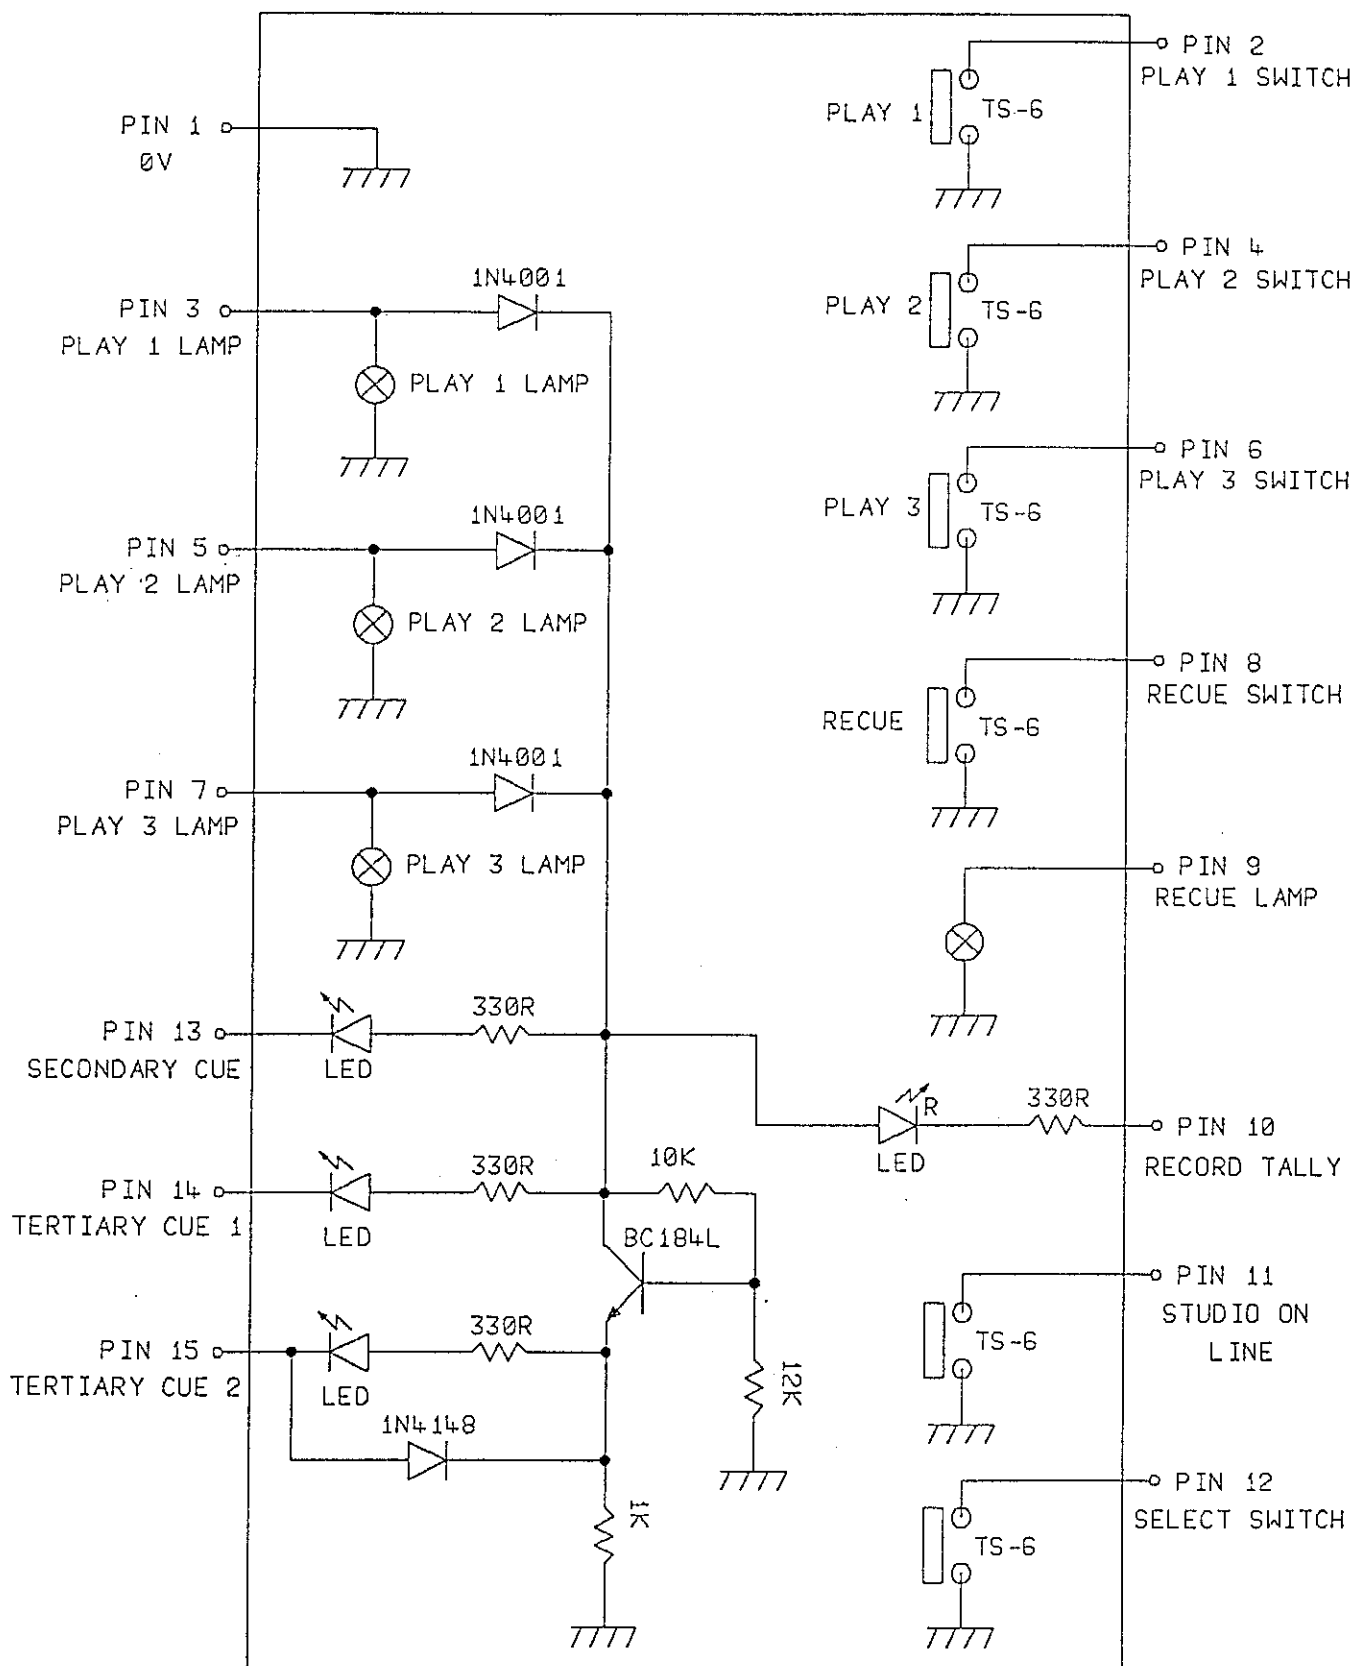 PIN 2
PLAY 1 SWITCH
PLAY 1
TS-6
PIN 1
0V
PIN 4
PLAY 2 SWITCH
PLAY 2
TS-6
1N4001
PIN 3
PLAY 1 LAMP
PLAY 1 LAMP
PIN 6
PLAY 3 SWITCH
PLAY 3
TS-6
1N4001
PIN 5
PLAY 2 LAMP
PLAY 2 LAMP
PIN 8
RECUE SWITCH
RECUE
TS-6
1N4001
PIN 7
PLAY 3 LAMP
PLAY 3 LAMP
PIN 9
RECUE LAMP
330R
PIN 13
SECONDARY CUE
LED
R
330R
PIN 10
RECORD TALLY
LED
330R
10K
PIN 14
TERTIARY CUE 1
LED
BC184L
PIN 11
STUDIO ON
LINE
TS-6
330R
PIN 15
TERTIARY CUE 2
LED
12K
1N4148
1K
PIN 12
SELECT SWITCH
TS-6